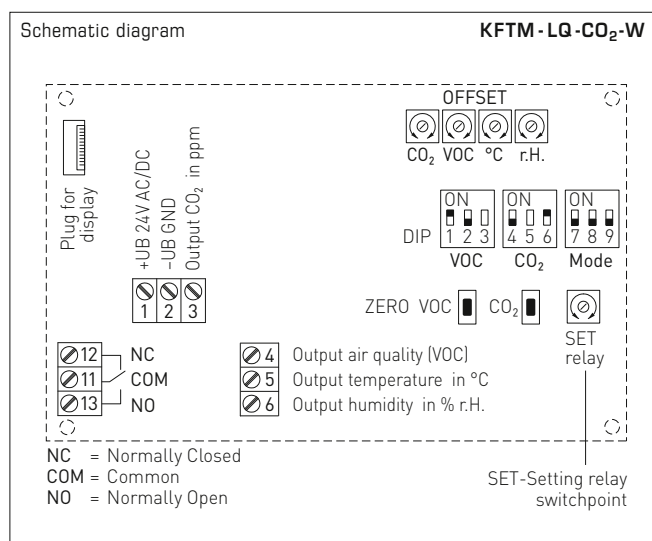 Schematic diagram
KFTM-LQ-CO₂-W
OFFSET
CO₂ VOC °C r.H.
Plug for
display
+UB 24V AC/DC
–UB GND
Output CO₂ in ppm
1 2 3
DIP
ON ON ON
1 2 3 4 5 6 7 8 9
VOC CO₂ Mode
ZERO VOC CO₂
SET
relay
12 NC
11 COM
13 NO
4 Output air quality (VOC)
5 Output temperature in °C
6 Output humidity in % r.H.
NC = Normally Closed
COM = Common
NO = Normally Open
SET-Setting relay
switchpoint